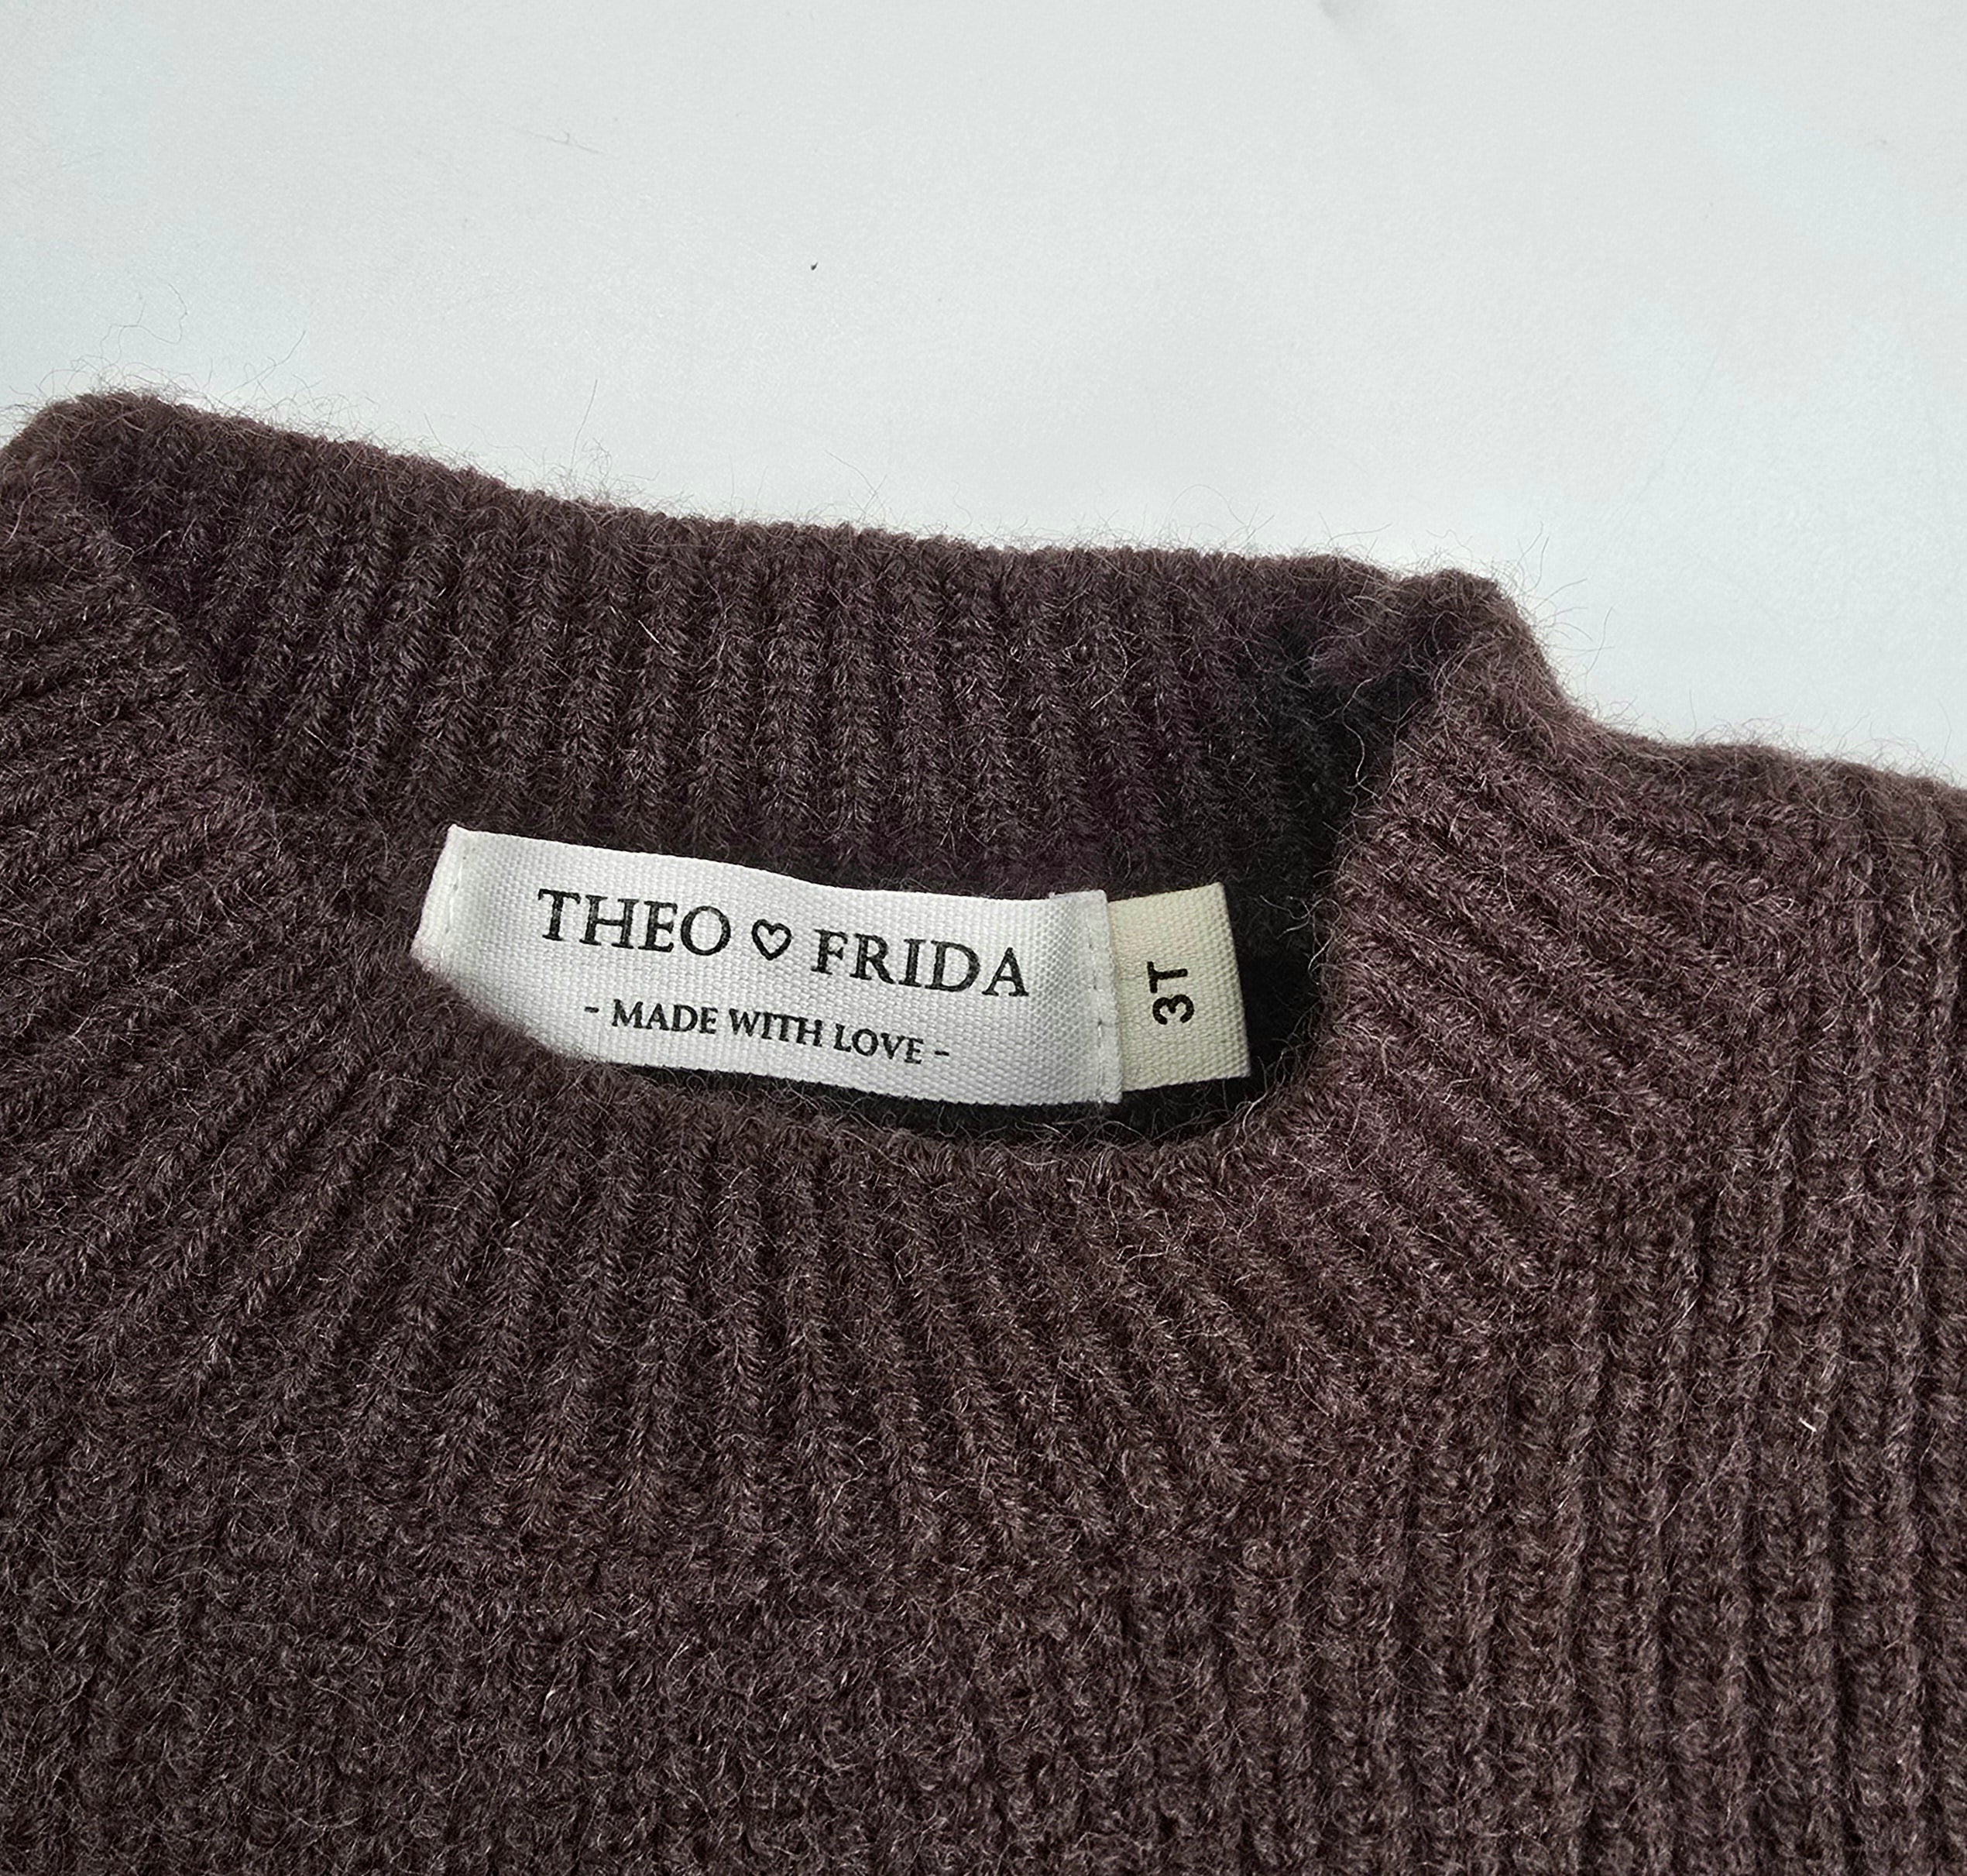 THEO ♡ FRIDA
- MADE WITH LOVE -
3T